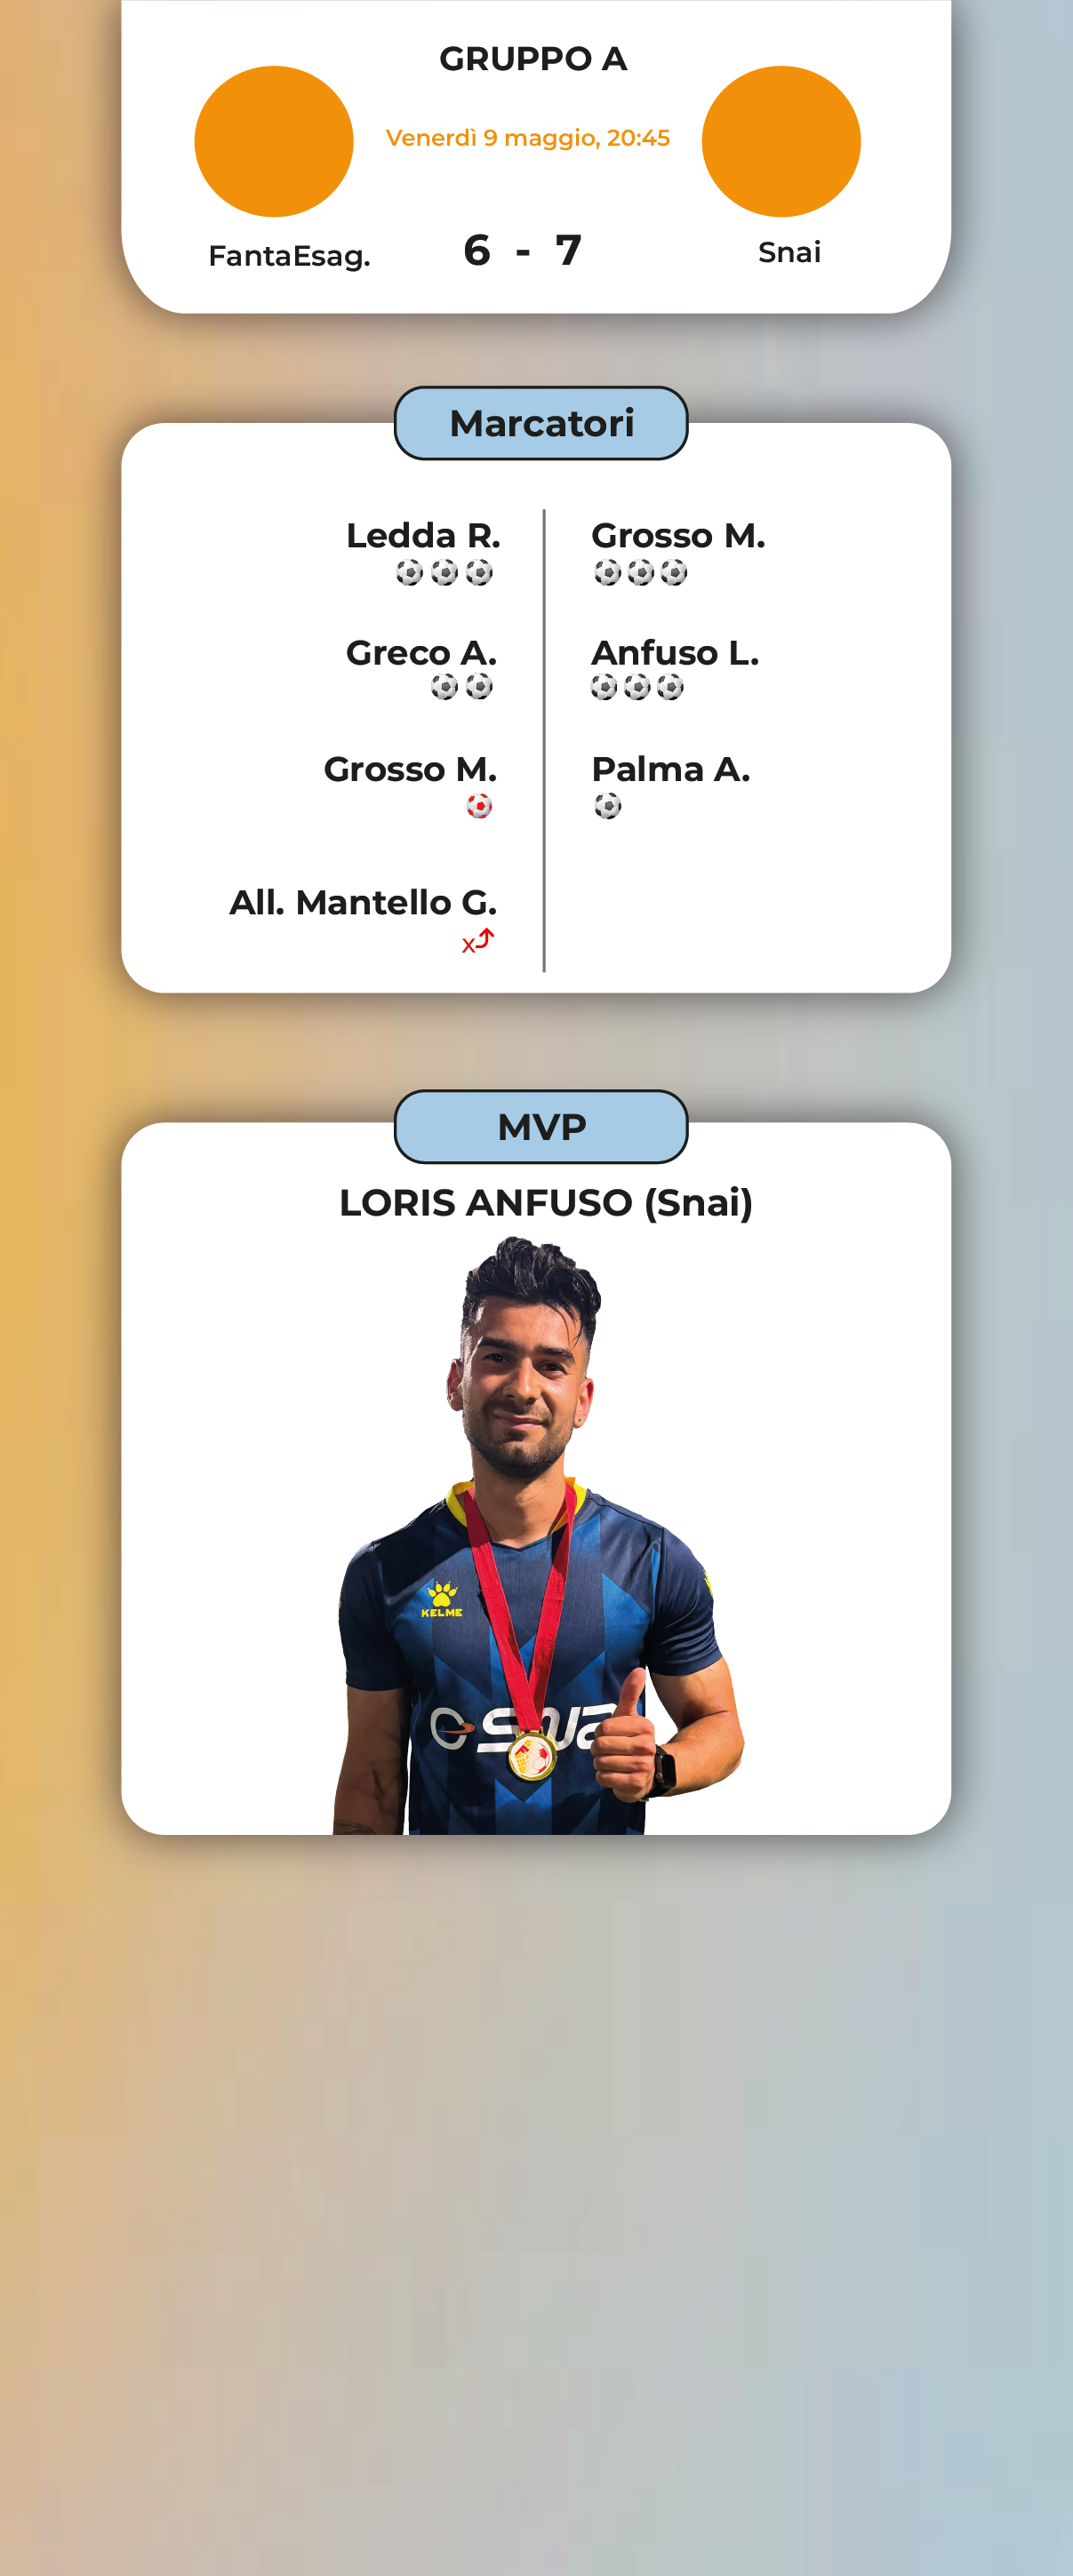 GRUPPO A
Venerdì 9 maggio, 20:45
FantaEsag.
6 - 7
Snai
Marcatori
Ledda R.
Grosso M.
Greco A.
Anfuso L.
Grosso M.
Palma A.
All. Mantello G.
x
MVP
LORIS ANFUSO (Snai)
KELME